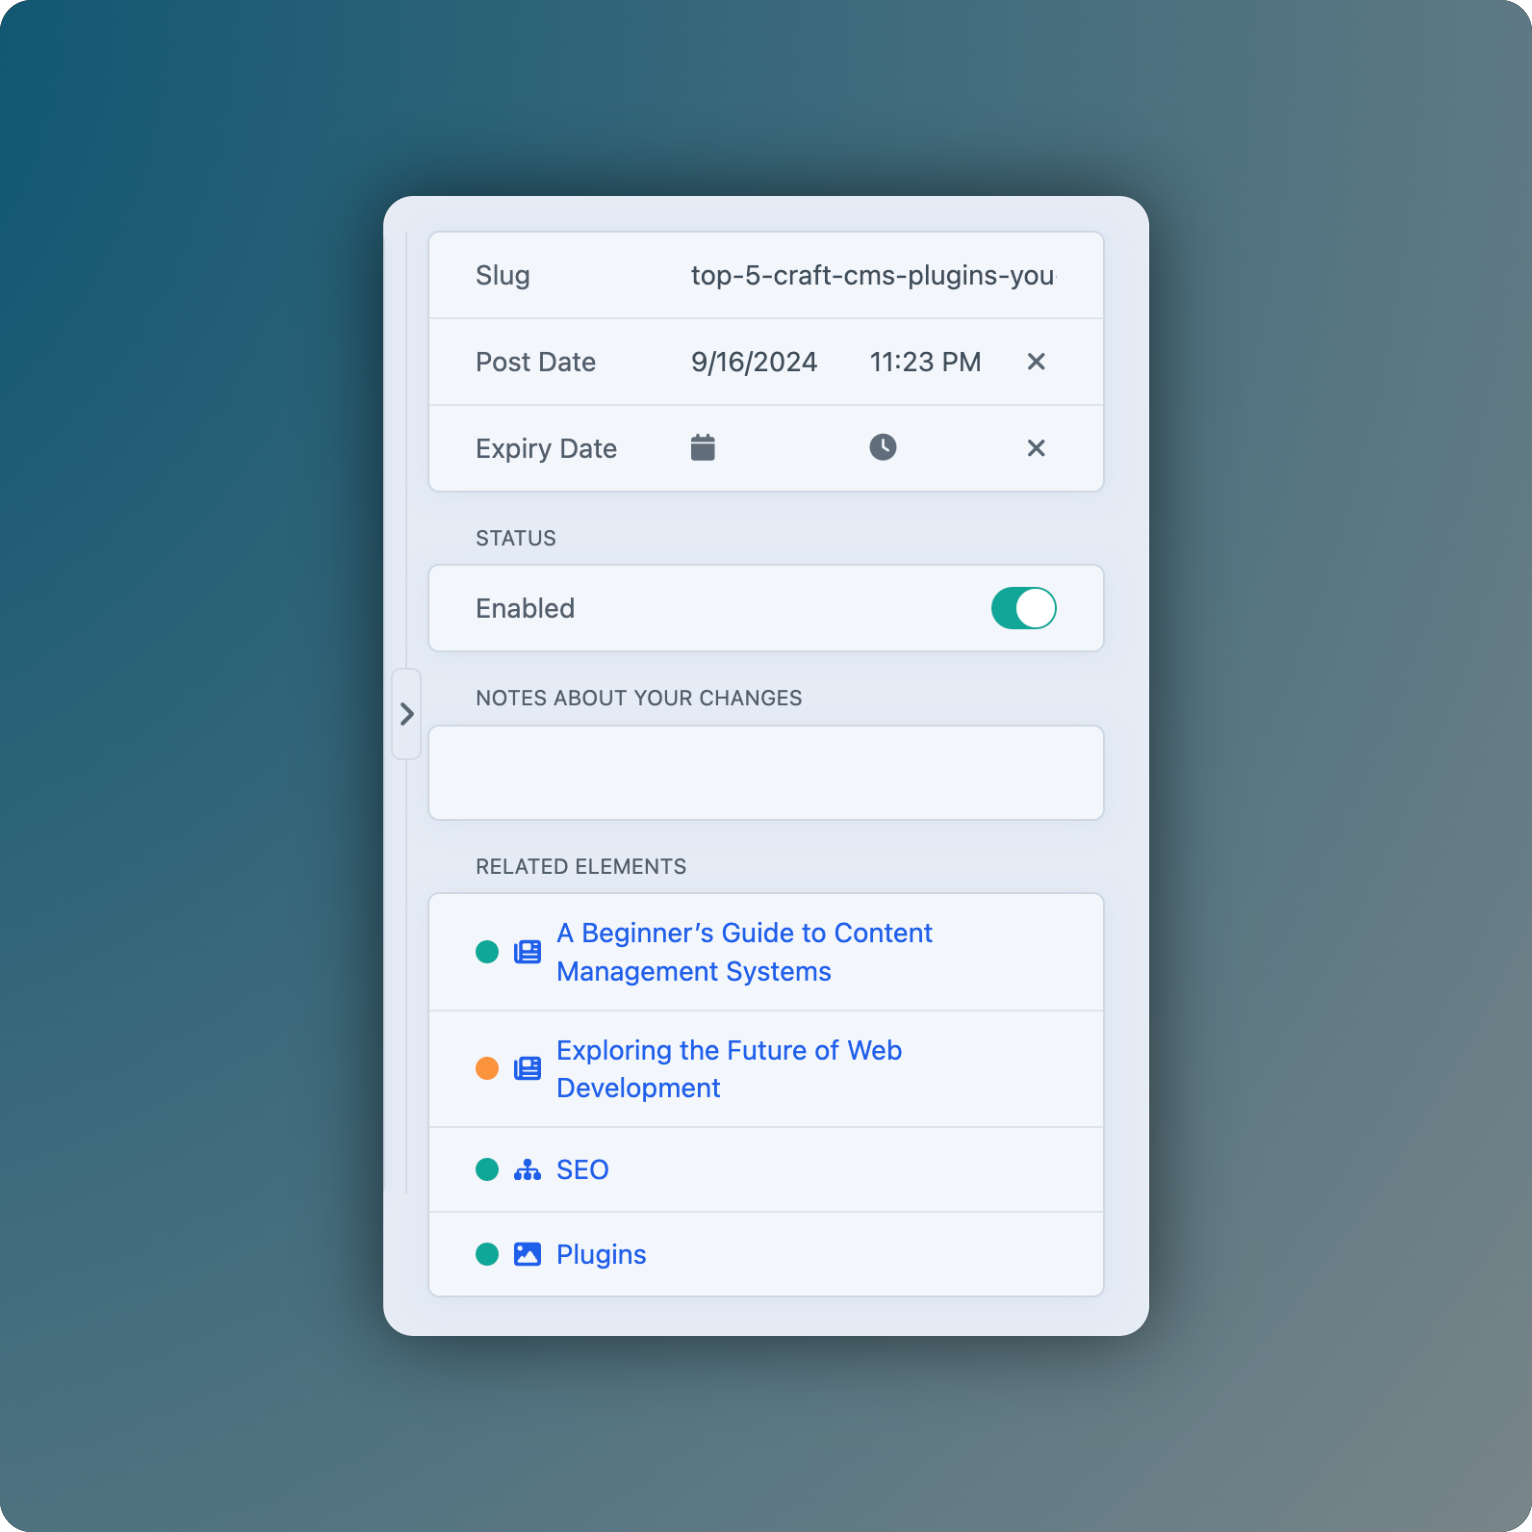 Slug top-5-craft-cms-plugins-you
Post Date 9/16/2024 11:23 PM
Expiry Date
STATUS
Enabled
NOTES ABOUT YOUR CHANGES
RELATED ELEMENTS
A Beginner’s Guide to Content
Management Systems
Exploring the Future of Web
Development
SEO
Plugins